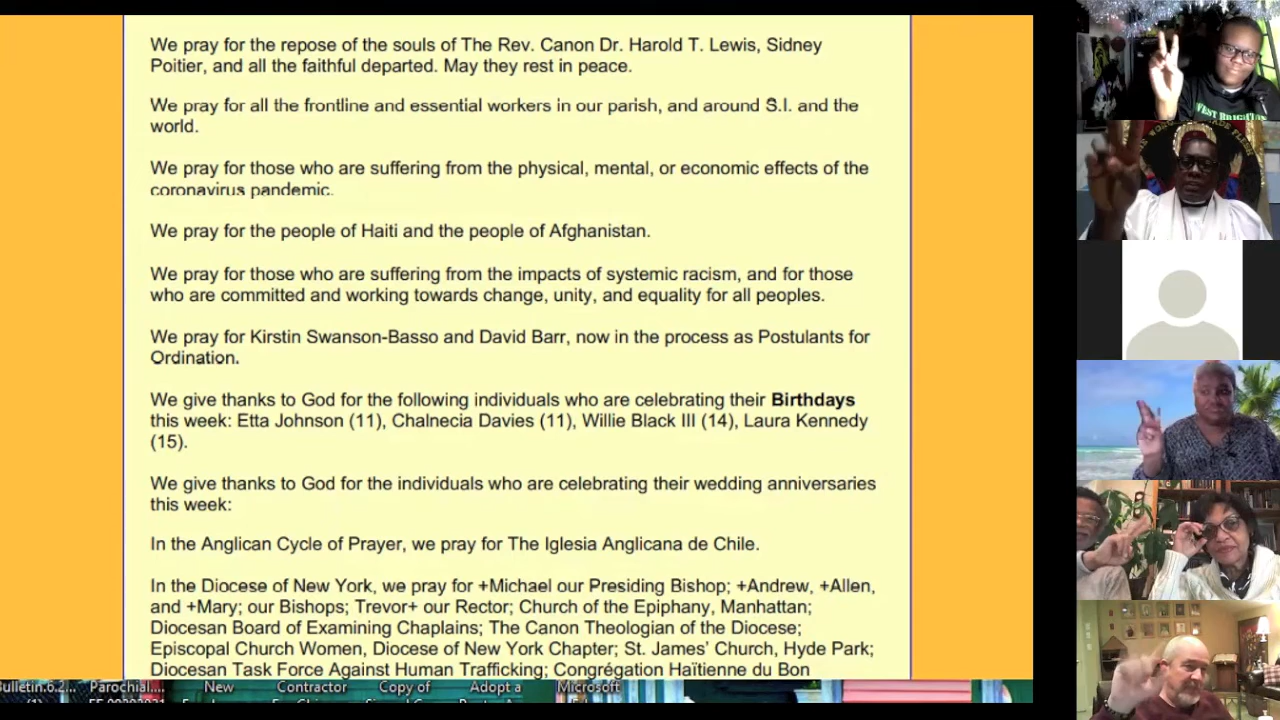 We pray for the repose of the souls of The Rev. Canon Dr. Harold T. Lewis, Sidney
Poitier, and all the faithful departed. May they rest in peace.
We pray for all the frontline and essential workers in our parish, and around S.I. and the
world.
We pray for those who are suffering from the physical, mental, or economic effects of the
coronavirus pandemic.
We pray for the people of Haiti and the people of Afghanistan.
We pray for those who are suffering from the impacts of systemic racism, and for those
who are committed and working towards change, unity, and equality for all peoples.
We pray for Kirstin Swanson-Basso and David Barr, now in the process as Postulants for
Ordination.
We give thanks to God for the following individuals who are celebrating their Birthdays
this week: Etta Johnson (11), Chalnecia Davies (11), Willie Black III (14), Laura Kennedy
(15).
We give thanks to God for the individuals who are celebrating their wedding anniversaries
this week:
In the Anglican Cycle of Prayer, we pray for The Iglesia Anglicana de Chile.
In the Diocese of New York, we pray for +Michael our Presiding Bishop; +Andrew, +Allen,
and +Mary; our Bishops; Trevor+ our Rector; Church of the Epiphany, Manhattan;
Diocesan Board of Examining Chaplains; The Canon Theologian of the Diocese;
Episcopal Church Women, Diocese of New York Chapter; St. James' Church, Hyde Park;
Diocesan Task Force Against Human Trafficking; Congrégation Haïtienne du Bon
Parochial.... New Contractor Copy of Adopt a Microsoft